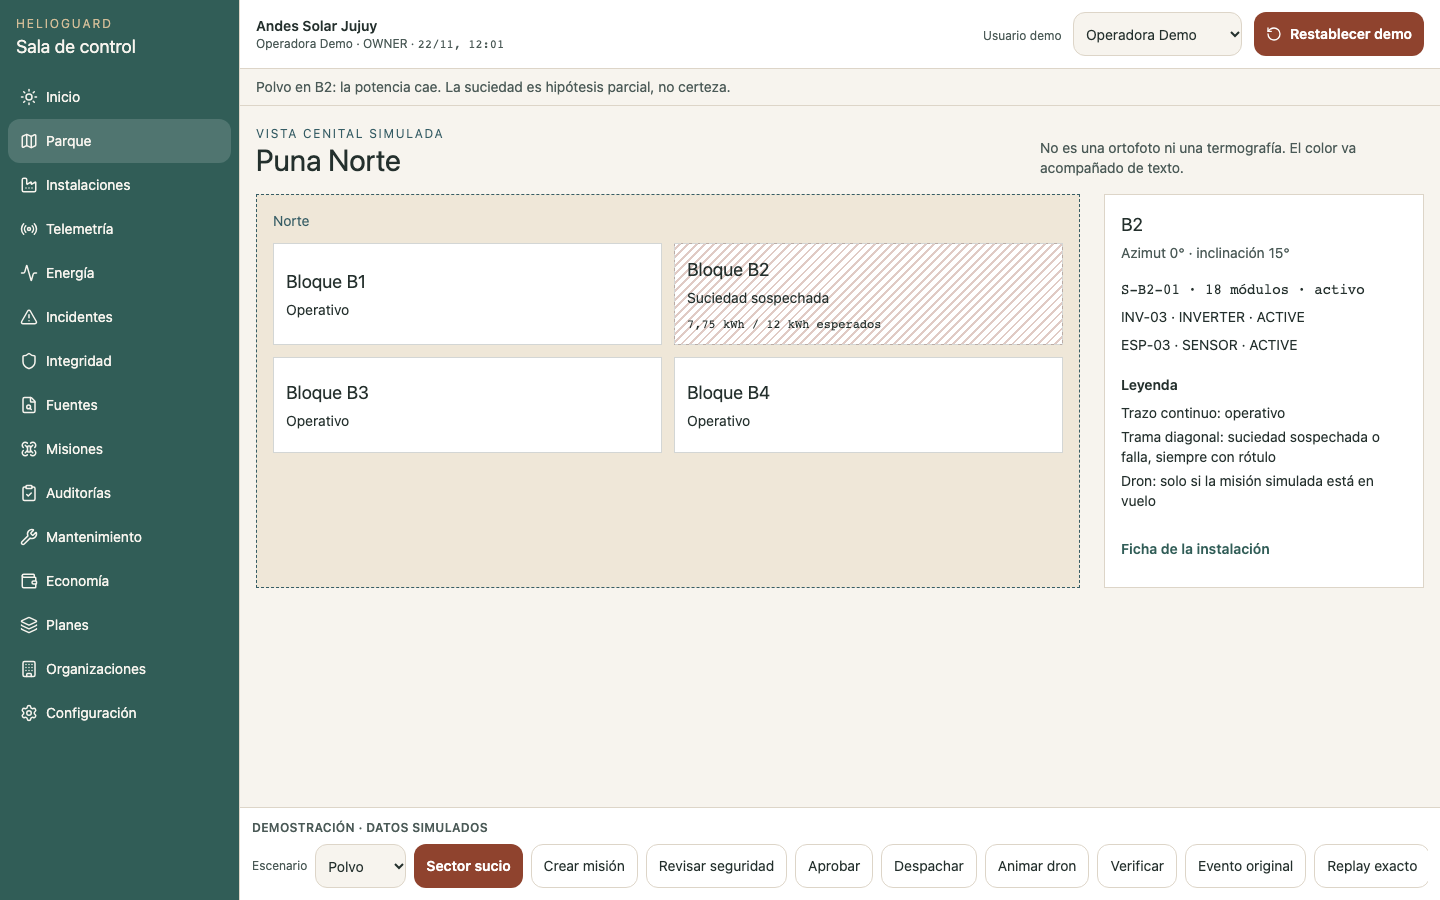 HELIOGUARD
Sala de control
Inicio
Parque
Instalaciones
Telemetría
Energía
Incidentes
Integridad
Fuentes
Misiones
Auditorías
Mantenimiento
Economía
Planes
Organizaciones
Configuración
Andes Solar Jujuy
Operadora Demo · OWNER · 22/11, 12:01
Usuario demo
Operadora Demo
Restablecer demo
Polvo en B2: la potencia cae. La suciedad es hipótesis parcial, no certeza.
VISTA CENITAL SIMULADA
Puna Norte
No es una ortofoto ni una termografía. El color va
acompañado de texto.
Norte
Bloque B1
Operativo
Bloque B2
Suciedad sospechada
7,75 kWh / 12 kWh esperados
Bloque B3
Operativo
Bloque B4
Operativo
B2
Azimut 0° · inclinación 15°
S-B2-01 · 18 módulos · activo
INV-03 · INVERTER · ACTIVE
ESP-03 · SENSOR · ACTIVE
Leyenda
Trazo continuo: operativo
Trama diagonal: suciedad sospechada o
falla, siempre con rótulo
Dron: solo si la misión simulada está en
vuelo
Ficha de la instalación
DEMOSTRACIÓN · DATOS SIMULADOS
Escenario
Polvo
Sector sucio
Crear misión
Revisar seguridad
Aprobar
Despachar
Animar dron
Verificar
Evento original
Replay exacto